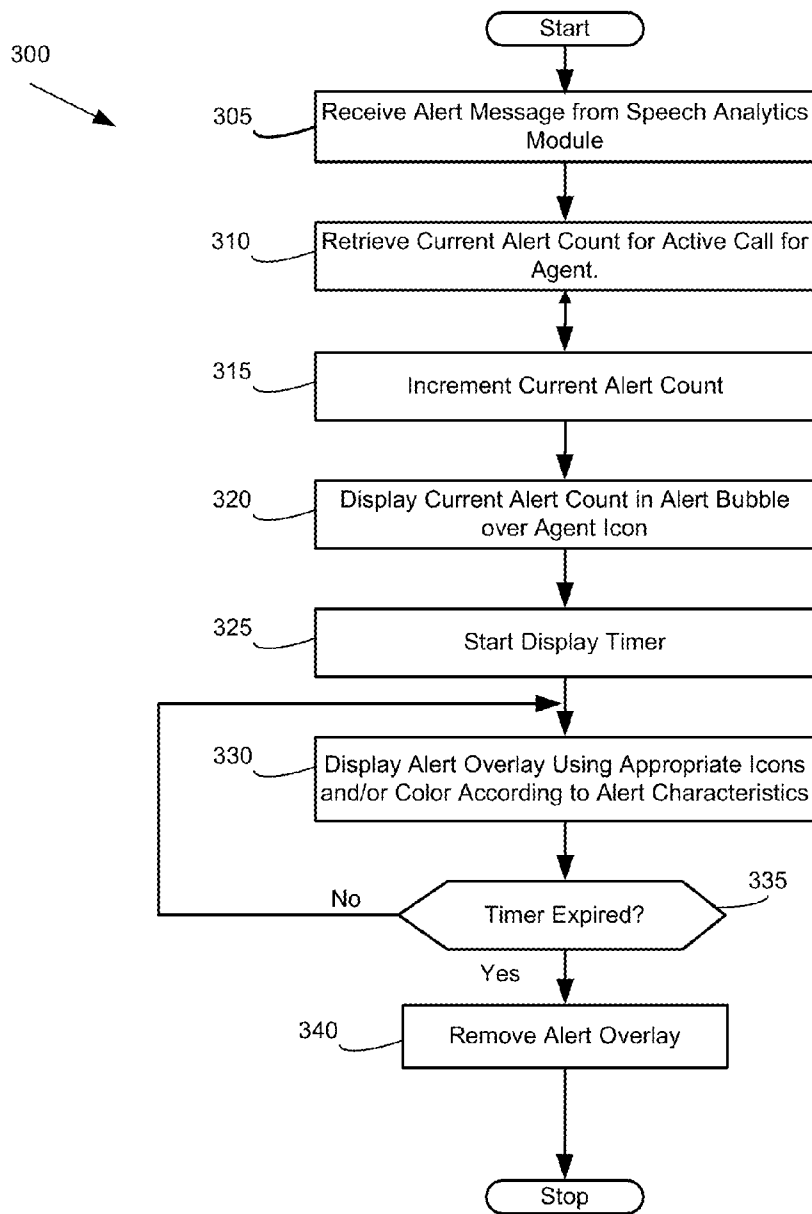 Start
300
305
Receive Alert Message from Speech Analytics
Module
310
Retrieve Current Alert Count for Active Call for
Agent.
315
Increment Current Alert Count
320
Display Current Alert Count in Alert Bubble
over Agent Icon
325
Start Display Timer
330
Display Alert Overlay Using Appropriate Icons
and/or Color According to Alert Characteristics
335
No
Timer Expired?
Yes
340
Remove Alert Overlay
Stop